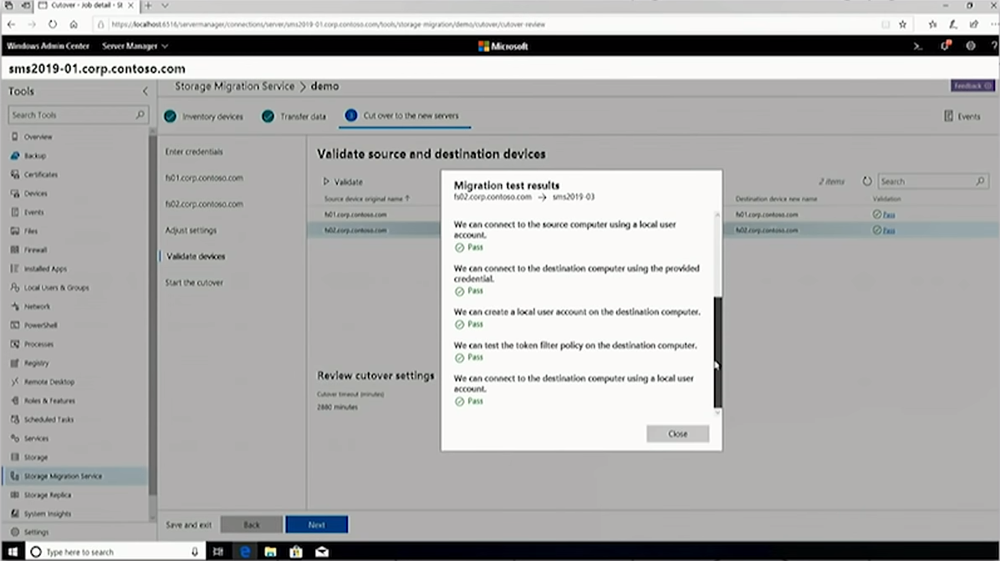 Cutover - Job detail - St
https://localhost:6516/servermanager/connections/server/sms2019-01.corp.contoso.com/tools/storage-migration/demo/cutover/cutover-review
Windows Admin Center
Server Manager
Microsoft
sms2019-01.corp.contoso.com
Tools
Storage Migration Service > demo
Feedback
Search Tools
Inventory devices
Transfer data
Cut over to the new servers
Events
Overview
Backup
Certificates
Devices
Events
Files
Firewall
Installed Apps
Local Users & Groups
Network
PowerShell
Processes
Registry
Remote Desktop
Roles & Features
Scheduled Tasks
Services
Storage
Storage Migration Service
Storage Replica
System Insights
Settings
Enter credentials
fs01.corp.contoso.com
fs02.corp.contoso.com
Adjust settings
Validate devices
Start the cutover
Validate source and destination devices
Validate
2 items
Search
Source device original name
Destination device new name
Validation
fs01.corp.contoso.com
fs01.corp.contoso.com
Pass
fs02.corp.contoso.com
fs02.corp.contoso.com
Pass
Review cutover settings
Cutover timeout (minutes)
2880 minutes
Migration test results
fs02.corp.contoso.com → sms2019-03
We can connect to the source computer using a local user
account.
Pass
We can connect to the destination computer using the provided
credential.
Pass
We can create a local user account on the destination computer.
Pass
We can test the token filter policy on the destination computer.
Pass
We can connect to the destination computer using a local user
account.
Pass
Close
Save and exit
Back
Next
Type here to search